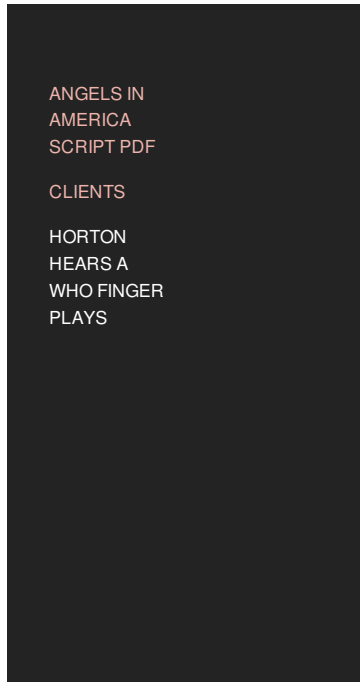 ANGELS IN
AMERICA
SCRIPT PDF
CLIENTS
HORTON
HEARS A
WHO FINGER
PLAYS